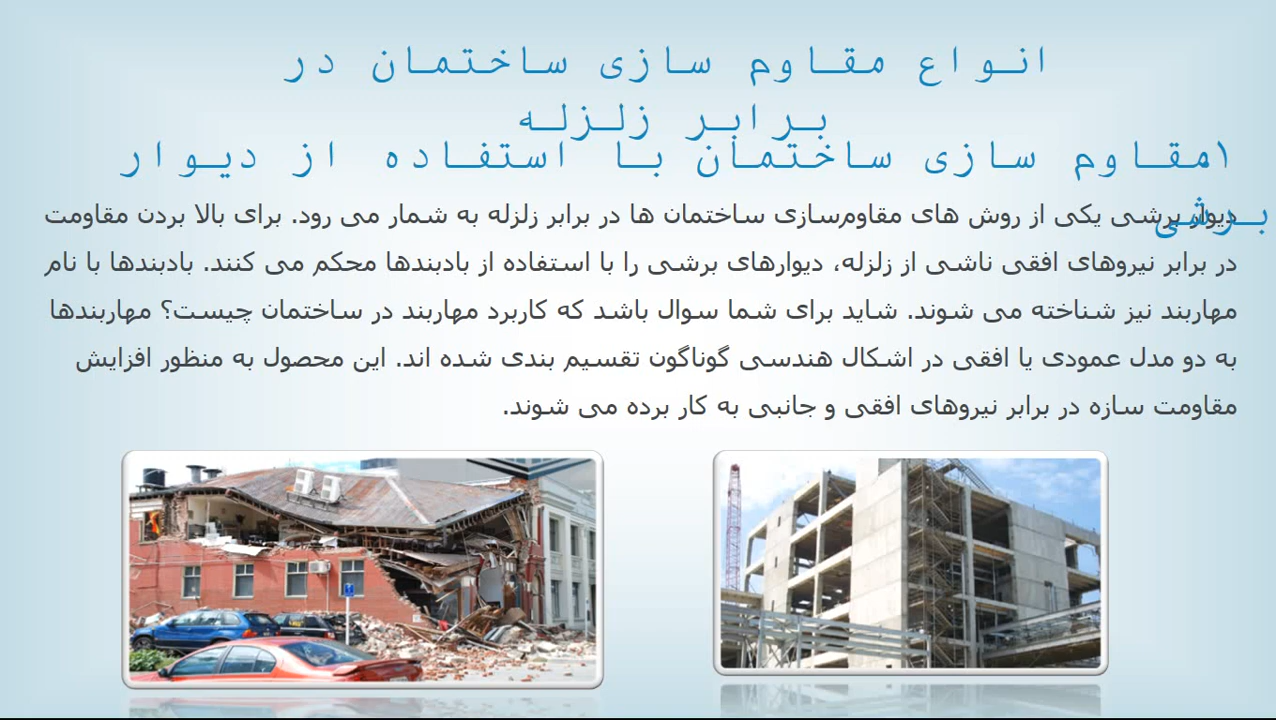 انواع مقاوم سازی ساختمان در
برابر زلزله
۱.مقاوم سازی ساختمان با استفاده از دیوار
برشی
دیوار برشی یکی از روش های مقاوم‌سازی ساختمان ها در برابر زلزله به شمار می رود. برای بالا بردن مقاومت
در برابر نیروهای افقی ناشی از زلزله، دیوارهای برشی را با استفاده از بادبندها محکم می کنند. بادبندها با نام
مهاربند نیز شناخته می شوند. شاید برای شما سوال باشد که کاربرد مهاربند در ساختمان چیست؟ مهاربندها
به دو مدل عمودی یا افقی در اشکال هندسی گوناگون تقسیم بندی شده اند. این محصول به منظور افزایش
مقاومت سازه در برابر نیروهای افقی و جانبی به کار برده می شوند.